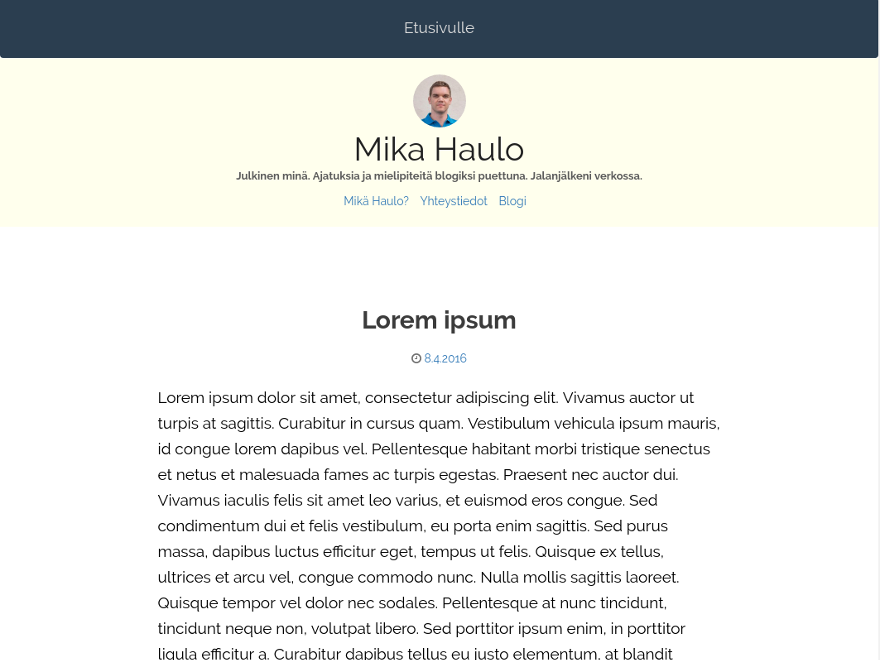 Etusivulle
Mika Haulo
Julkinen minä. Ajatuksia ja mielipiteitä blogiksi puettuna. Jalanjälkeni verkossa.
Mikä Haulo? Yhteystiedot Blogi
Lorem ipsum
8.4.2016
Lorem ipsum dolor sit amet, consectetur adipiscing elit. Vivamus auctor ut
turpis at sagittis. Curabitur in cursus quam. Vestibulum vehicula ipsum mauris,
id congue lorem dapibus vel. Pellentesque habitant morbi tristique senectus
et netus et malesuada fames ac turpis egestas. Praesent nec auctor dui.
Vivamus iaculis felis sit amet leo varius, et euismod eros congue. Sed
condimentum dui et felis vestibulum, eu porta enim sagittis. Sed purus
massa, dapibus luctus efficitur eget, tempus ut felis. Quisque ex tellus,
ultrices et arcu vel, congue commodo nunc. Nulla mollis sagittis laoreet.
Quisque tempor vel dolor nec sodales. Pellentesque at nunc tincidunt,
tincidunt neque non, volutpat libero. Sed porttitor ipsum enim, in porttitor
ligula efficitur a. Curabitur dapibus tellus eu justo elementum, at blandit